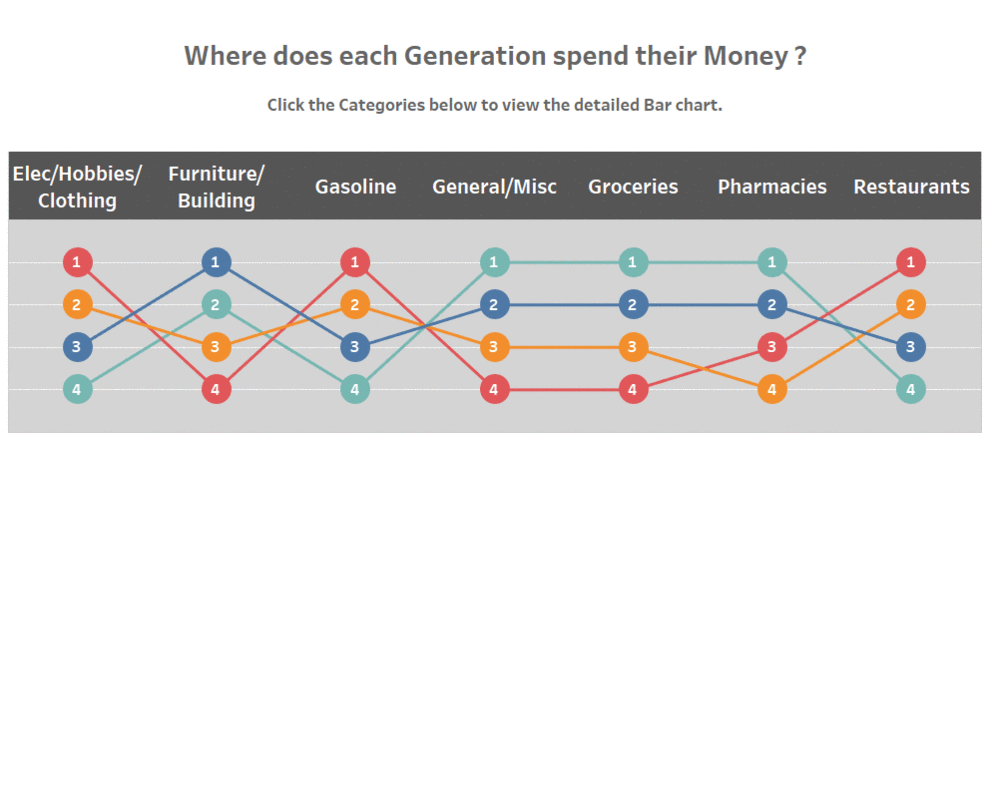 Where does each Generation spend their Money ?
Click the Categories below to view the detailed Bar chart.
Elec/Hobbies/
Clothing
Furniture/
Building
Gasoline
General/Misc
Groceries
Pharmacies
Restaurants
1 1 1 1 1 1 1
2 2 2 2 2 2 2
3 3 3 3 3 3 3
4 4 4 4 4 4 4